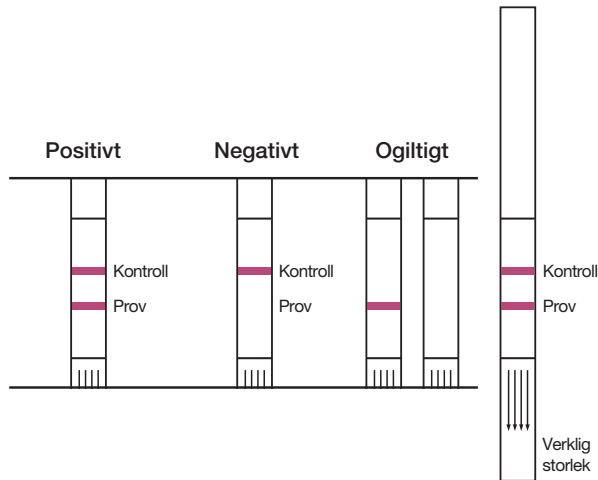 Positivt
Negativt
Ogiltigt
Kontroll
Kontroll
Kontroll
Prov
Prov
Prov
Verklig
storlek